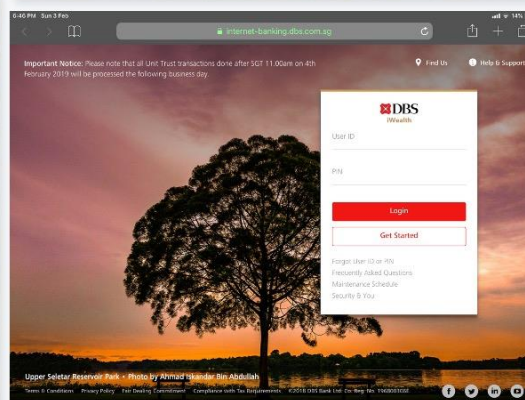 6:46 PM Sun 3 Feb
14%
internet-banking.dbs.com.sg
Important Notice: Please note that all Unit Trust transactions done after SGT 11.00am on 4th
February 2019 will be processed the following business day.
Find Us
Help & Support
DBS
iWealth
User ID
PIN
Login
Get Started
Forgot User ID or PIN
Frequently Asked Questions
Maintenance Schedule
Security & You
Upper Seletar Reservoir Park • Photo by Ahmad Iskandar Bin Abdullah
Terms & Conditions Privacy Policy Fair Dealing Commitment Compliance with Tax Requirements ©2018 DBS Bank Ltd Co. Reg. No. 196800306E